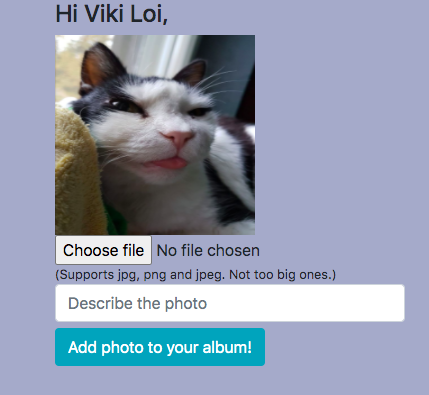 Hi Viki Loi,
Choose file No file chosen
(Supports jpg, png and jpeg. Not too big ones.)
Describe the photo
Add photo to your album!